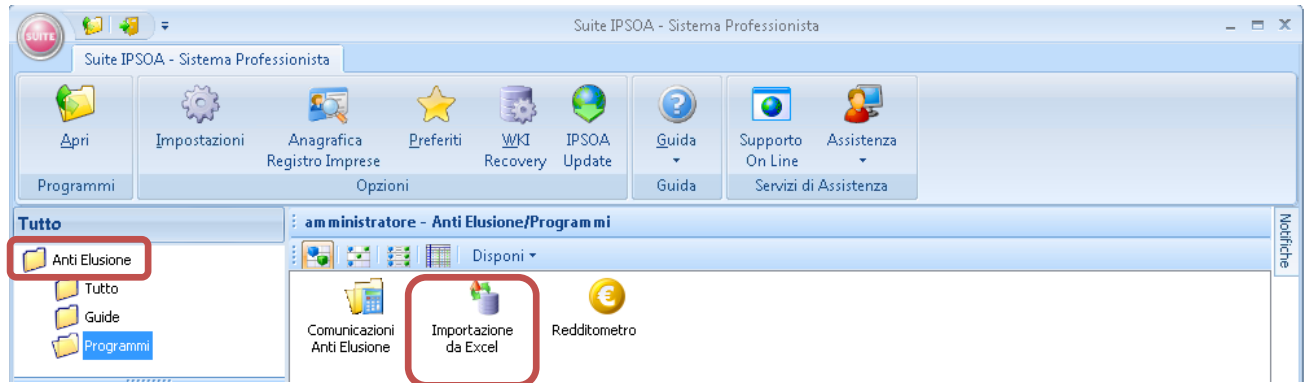 SUITE
Suite IPSOA - Sistema Professionista
Suite IPSOA - Sistema Professionista
Apri
Impostazioni
Anagrafica
Registro Imprese
Preferiti
WKI
Recovery
IPSOA
Update
Guida
Supporto
On Line
Assistenza
Programmi
Opzioni
Guida
Servizi di Assistenza
Tutto
amministratore - Anti Elusione/Programmi
Notifiche
Anti Elusione
Tutto
Guide
Programmi
Disponi
Comunicazioni
Anti Elusione
Importazione
da Excel
Redditometro